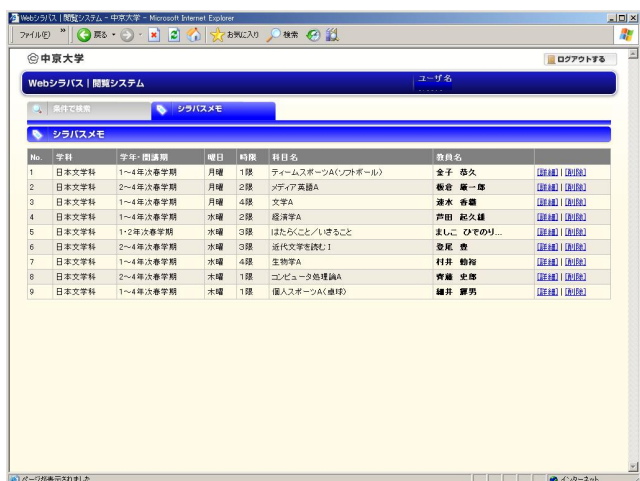 Webシラバス | 閲覧システム - 中京大学 - Microsoft Internet Explorer
ファイル(F) » 戻る 検索 お気に入り
中京大学 ログアウトする
Webシラバス | 閲覧システム ユーザ名
条件で検索 シラバスメモ
シラバスメモ
No. 学科 学年・開講期 曜日 時限 科目名 教員名
1 日本文学科 1～4年次春学期 月曜 1限 ティームスポーツA(ソフトボール) 金子 恭久 [詳細] | [削除]
2 日本文学科 2～4年次春学期 月曜 2限 メディア英語A 板倉 厳一郎 [詳細] | [削除]
3 日本文学科 1～4年次春学期 月曜 4限 文学A 速水 香織 [詳細] | [削除]
4 日本文学科 1～4年次春学期 水曜 2限 経済学A 芦田 起久雄 [詳細] | [削除]
5 日本文学科 1・2年次春学期 水曜 3限 はたらくこと／いきること ましこ ひでのり... [詳細] | [削除]
6 日本文学科 2～4年次春学期 水曜 3限 近代文学を読むI 登尾 豊 [詳細] | [削除]
7 日本文学科 1～4年次春学期 水曜 4限 生物学A 村井 [詳細] | [削除]
8 日本文学科 2～4年次春学期 木曜 1限 コンピュータ処理論A 齊藤 史郎 [詳細] | [削除]
9 日本文学科 1～4年次春学期 木曜 1限 個人スポーツA(卓球) 細井 輝男 [詳細] | [削除]
ページが表示されました インターネット